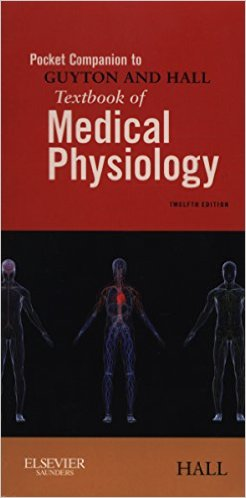 Pocket Companion to
GUYTON AND HALL
Textbook of
Medical
Physiology
TWELFTH EDITION
ELSEVIER
SAUNDERS
HALL